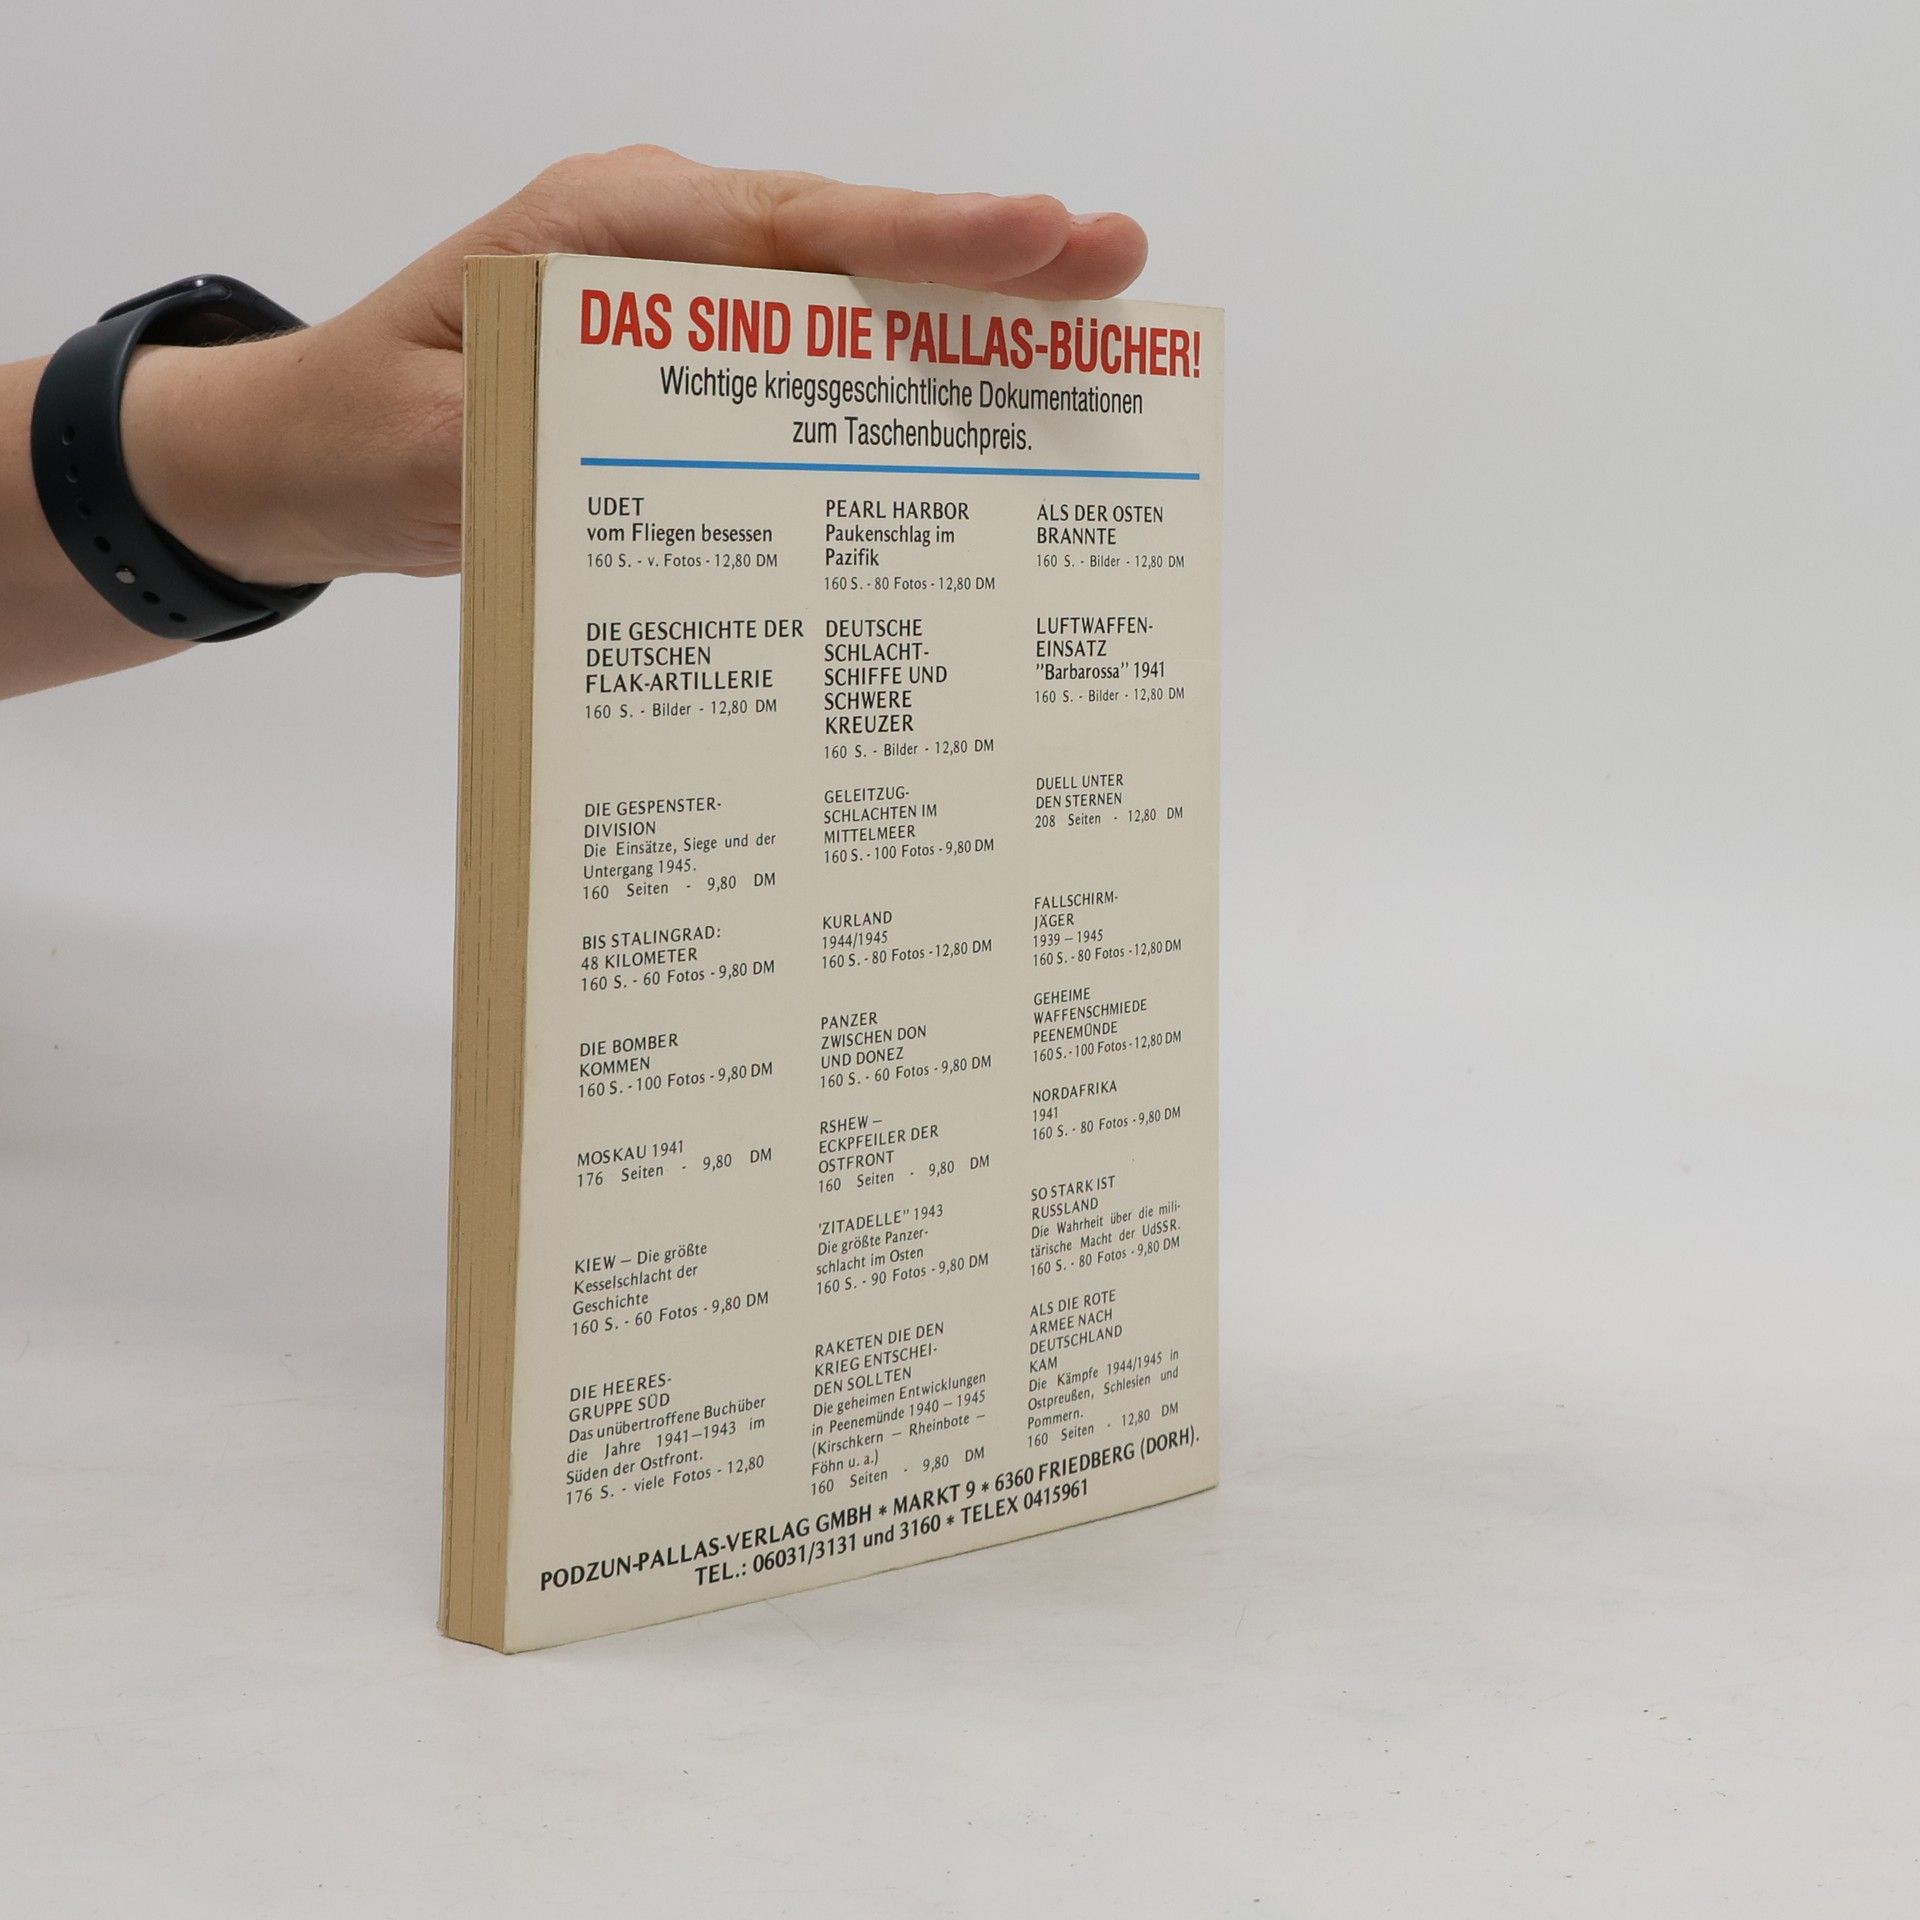 DAS SIND DIE PALLAS-BÜCHER!
Wichtige kriegsgeschichtliche Dokumentationen
zum Taschenbuchpreis.
UDET
vom Fliegen besessen
160 S. - v. Fotos - 12,80 DM
DIE GESCHICHTE DER
DEUTSCHEN
FLAK-ARTILLERIE
160 S. - Bilder - 12,80 DM
DIE GESPENSTER-
DIVISION
Die Einsätze, Siege und der
Untergang 1945.
160 Seiten - 9,80 DM
BIS STALINGRAD:
48 KILOMETER
160 S. - 60 Fotos - 9,80 DM
DIE BOMBER
KOMMEN
160 S. - 100 Fotos - 9,80 DM
MOSKAU 1941
176 Seiten - 9,80 DM
KIEW – Die größte
Kesselschlacht der
Geschichte
160 S. - 60 Fotos - 9,80 DM
DIE HEERES-
GRUPPE SÜD
Das unübertroffene Buch über
die Jahre 1941–1943 im
Süden der Ostfront.
176 S. - viele Fotos - 12,80
PEARL HARBOR
Paukenschlag im
Pazifik
160 S. - 80 Fotos - 12,80 DM
DEUTSCHE
SCHLACHT-
SCHIFFE UND
SCHWERE
KREUZER
160 S. - Bilder - 12,80 DM
GELEITZUG-
SCHLACHTEN IM
MITTELMEER
160 S. - 100 Fotos - 9,80 DM
KURLAND
1944/1945
160 S. - 80 Fotos - 12,80 DM
PANZER
ZWISCHEN DON
UND DONEZ
160 S. - 60 Fotos - 9,80 DM
RSHEW –
ECKPFEILER DER
OSTFRONT
160 Seiten - 9,80 DM
'ZITADELLE" 1943
Die größte Panzer-
schlacht im Osten
160 S. - 90 Fotos - 9,80 DM
RAKETEN DIE DEN
KRIEG ENTSCHEI-
DEN SOLLTEN
Die geheimen Entwicklungen
in Peenemünde 1940 – 1945
(Kirschkern – Rheinbote –
Föhn u. a.)
160 Seiten - 9,80 DM
ALS DER OSTEN
BRANNTE
160 S. - Bilder - 12,80 DM
LUFTWAFFEN-
EINSATZ
"Barbarossa" 1941
160 S. - Bilder - 12,80 DM
DUELL UNTER
DEN STERNEN
208 Seiten - 12,80 DM
FALLSCHIRM-
JÄGER
1939 – 1945
160 S. - 80 Fotos - 12,80 DM
GEHEIME
WAFFENSCHMIEDE
PEENEMÜNDE
160 S. - 100 Fotos - 12,80 DM
NORDAFRIKA
1941
160 S. - 80 Fotos - 9,80 DM
SO STARK IST
RUSSLAND
Die Wahrheit über die mili-
tärische Macht der UdSSR.
160 S. - 80 Fotos - 9,80 DM
ALS DIE ROTE
ARMEE NACH
DEUTSCHLAND
KAM
Die Kämpfe 1944/1945 in
Ostpreußen, Schlesien und
Pommern.
160 Seiten - 12,80 DM
PODZUN-PALLAS-VERLAG GMBH * MARKT 9 * 6360 FRIEDBERG (DORH).
TEL.: 06031/3131 und 3160 * TELEX 0415961